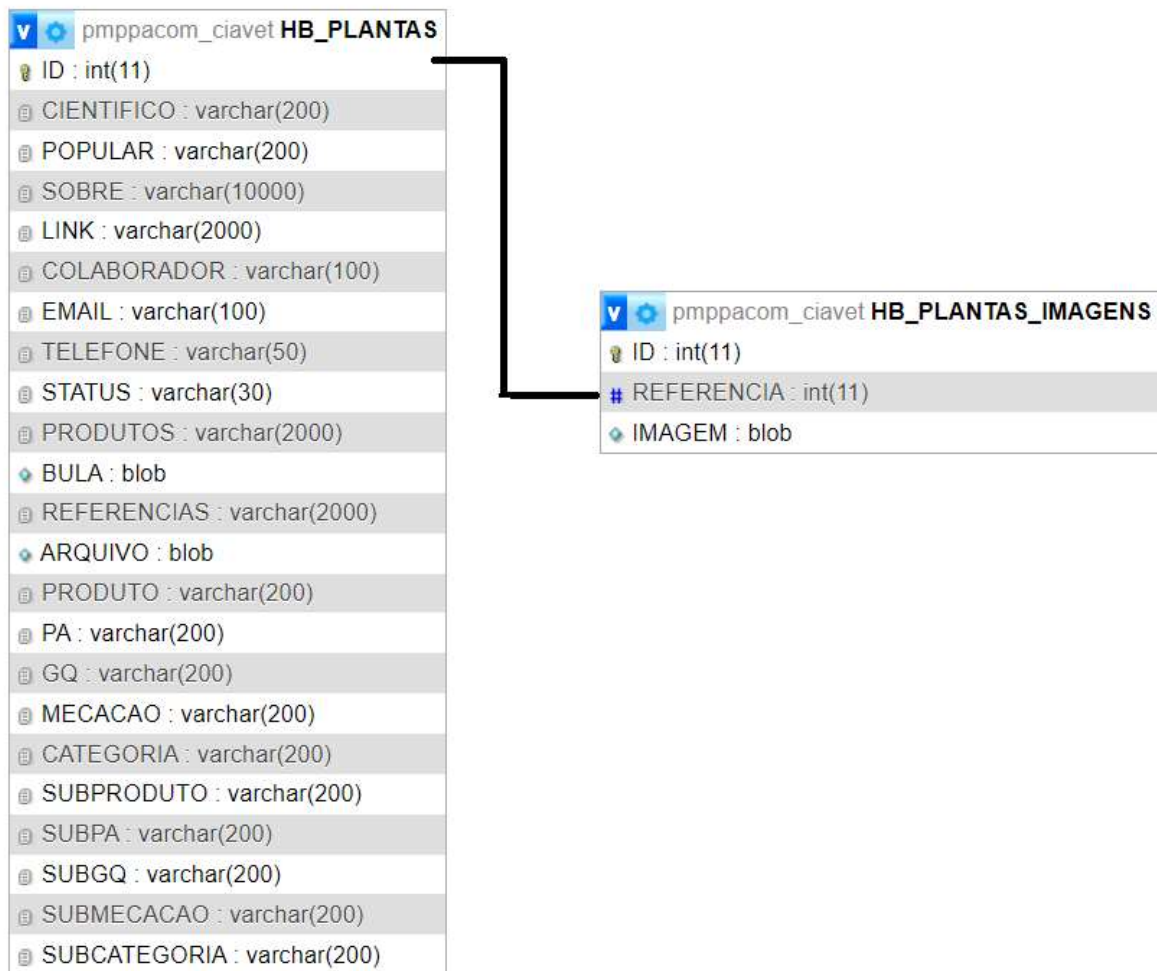 v pmppacom_ciavet HB_PLANTAS
ID : int(11)
CIENTIFICO : varchar(200)
POPULAR : varchar(200)
SOBRE : varchar(10000)
LINK : varchar(2000)
COLABORADOR : varchar(100)
EMAIL : varchar(100)
TELEFONE : varchar(50)
STATUS : varchar(30)
PRODUTOS : varchar(2000)
BULA : blob
REFERENCIAS : varchar(2000)
ARQUIVO : blob
PRODUTO : varchar(200)
PA : varchar(200)
GQ : varchar(200)
MECACAO : varchar(200)
CATEGORIA : varchar(200)
SUBPRODUTO : varchar(200)
SUBPA : varchar(200)
SUBGQ : varchar(200)
SUBMECACAO : varchar(200)
SUBCATEGORIA : varchar(200)
v pmppacom_ciavet HB_PLANTAS_IMAGENS
ID : int(11)
# REFERENCIA : int(11)
IMAGEM : blob